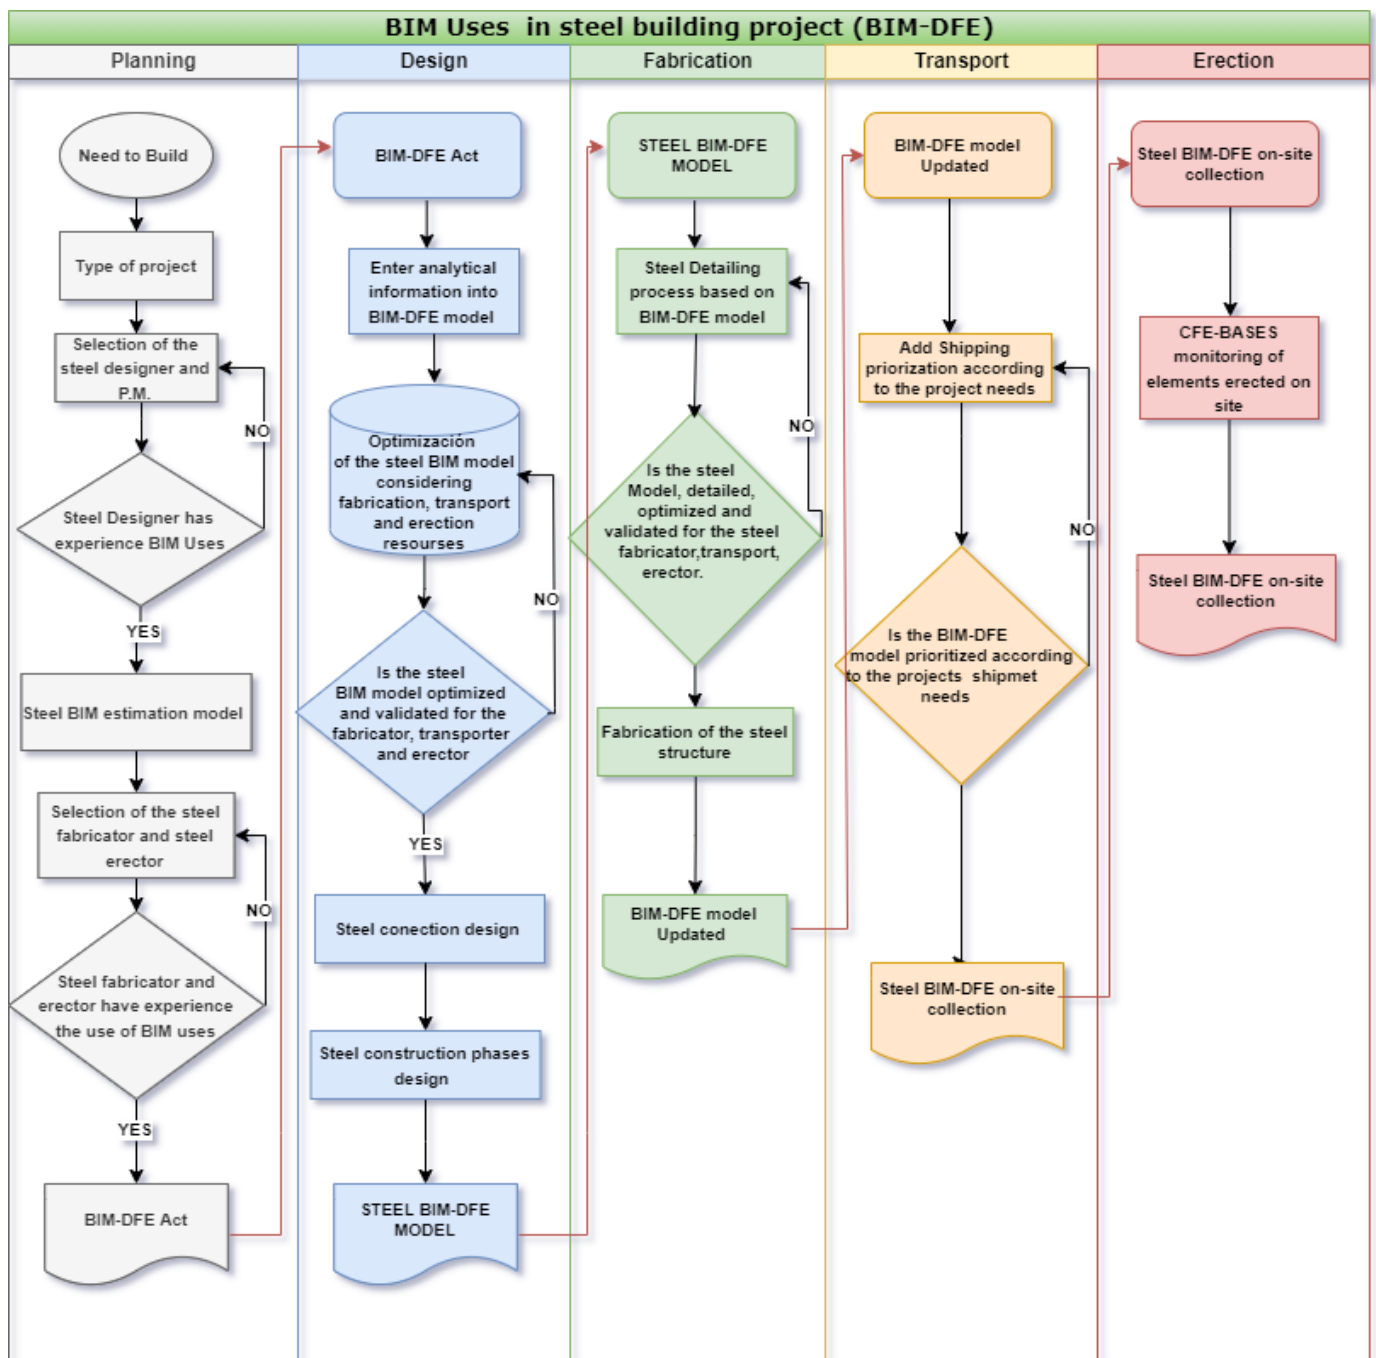 BIM Uses in steel building project (BIM-DFE)
Planning
Design
Fabrication
Transport
Erection
Need to Build
Type of project
Selection of the
steel designer and
P.M.
NO
Steel Designer has
experience BIM Uses
YES
Steel BIM estimation model
Selection of the steel
fabricator and steel
erector
NO
Steel fabricator and
erector have experience
the use of BIM uses
YES
BIM-DFE Act
BIM-DFE Act
Enter analytical
information into
BIM-DFE model
Optimización
of the steel BIM model
considering
fabrication, transport
and erection
resourses
NO
Is the steel
BIM model optimized
and validated for the
fabricator, transporter
and erector
YES
Steel conection design
Steel construction phases
design
STEEL BIM-DFE
MODEL
STEEL BIM-DFE
MODEL
Steel Detailing
process based on
BIM-DFE model
NO
Is the steel
Model, detailed,
optimized and
validated for the steel
fabricator,transport,
erector.
Fabrication of the steel
structure
BIM-DFE model
Updated
BIM-DFE model
Updated
Add Shipping
priorization according
to the project needs
NO
Is the BIM-DFE
model prioritized according
to the projects shipmet
needs
Steel BIM-DFE on-site
collection
Steel BIM-DFE on-site
collection
CFE-BASES
monitoring of
elements erected on
site
Steel BIM-DFE on-site
collection